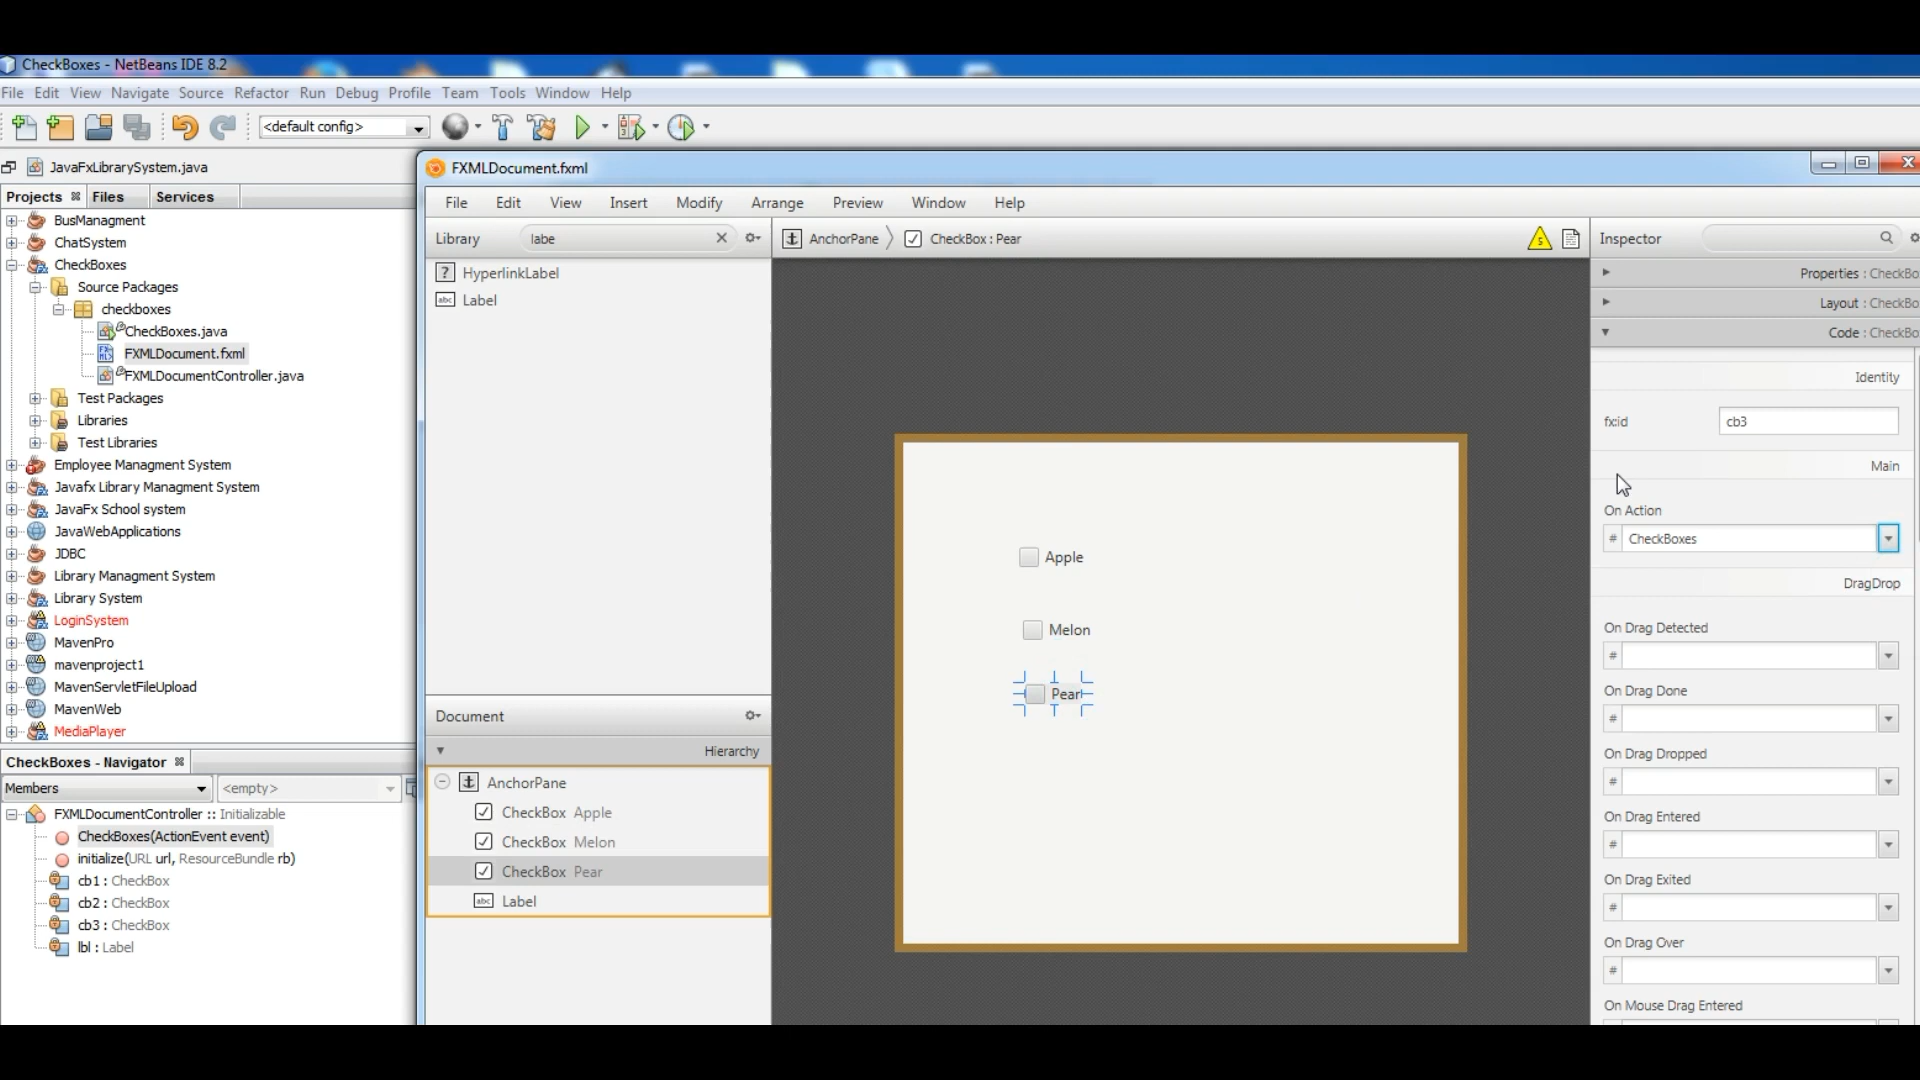 CheckBoxes - NetBeans IDE 8.2
File Edit View Navigate Source Refactor Run Debug Profile Team Tools Window Help
<default config>
JavaFxLibrarySystem.java
Projects Files Services
BusManagment
ChatSystem
CheckBoxes
Source Packages
checkboxes
CheckBoxes.java
FXMLDocument.fxml
FXMLDocumentController.java
Test Packages
Libraries
Test Libraries
Employee Managment System
Javafx Library Managment System
JavaFx School system
JavaWebApplications
JDBC
Library Managment System
Library System
LoginSystem
MavenPro
mavenproject1
MavenServletFileUpload
MavenWeb
MediaPlayer
CheckBoxes - Navigator
Members <empty>
FXMLDocumentController :: Initializable
CheckBoxes(ActionEvent event)
initialize(URL url, ResourceBundle rb)
cb1 : CheckBox
cb2 : CheckBox
cb3 : CheckBox
lbl : Label
FXMLDocument.fxml
File Edit View Insert Modify Arrange Preview Window Help
Library labe
? HyperlinkLabel
abc Label
Document
Hierarchy
AnchorPane
CheckBox Apple
CheckBox Melon
CheckBox Pear
abc Label
AnchorPane CheckBox : Pear
5
Apple
Melon
Pear
Inspector
Properties : CheckBo
Layout : CheckBo
Code : CheckBo
Identity
fx:id cb3
Main
On Action
# CheckBoxes
DragDrop
On Drag Detected
#
On Drag Done
#
On Drag Dropped
#
On Drag Entered
#
On Drag Exited
#
On Drag Over
#
On Mouse Drag Entered